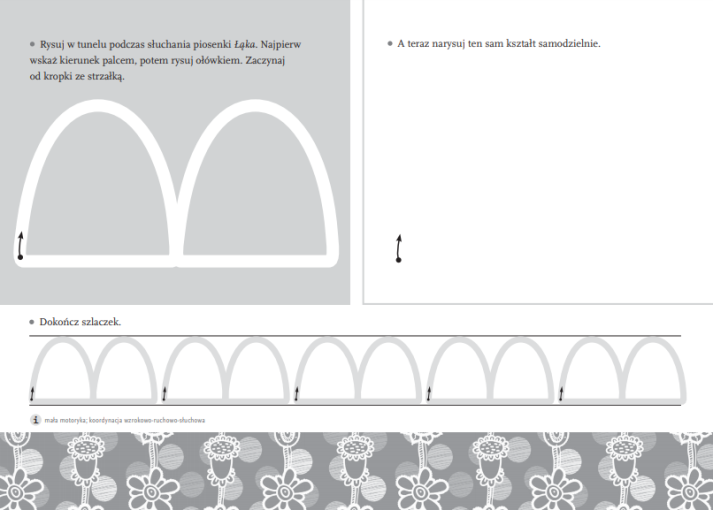 Rysuj w tunelu podczas słuchania piosenki Łąka. Najpierw
wskaż kierunek palcem, potem rysuj ołówkiem. Zaczynaj
od kropki ze strzałką.
A teraz narysuj ten sam kształt samodzielnie.
Dokończ szlaczek.
i mała motoryka; koordynacja wzrokowo-ruchowo-słuchowa